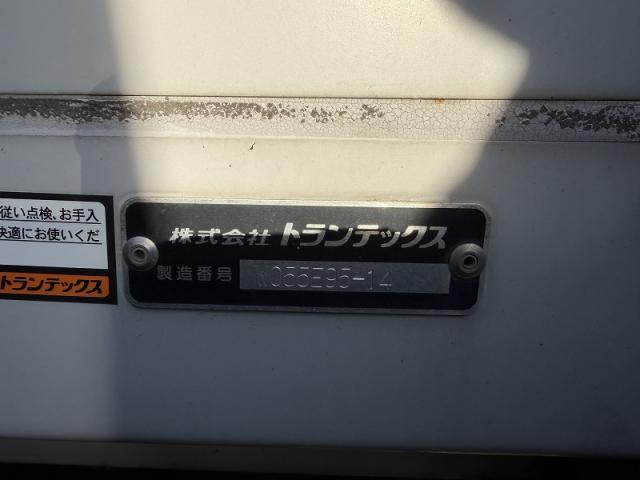 従い点検、お手入
快適にお使いくだ
トランテックス
株式会社 トランテックス
製造番号